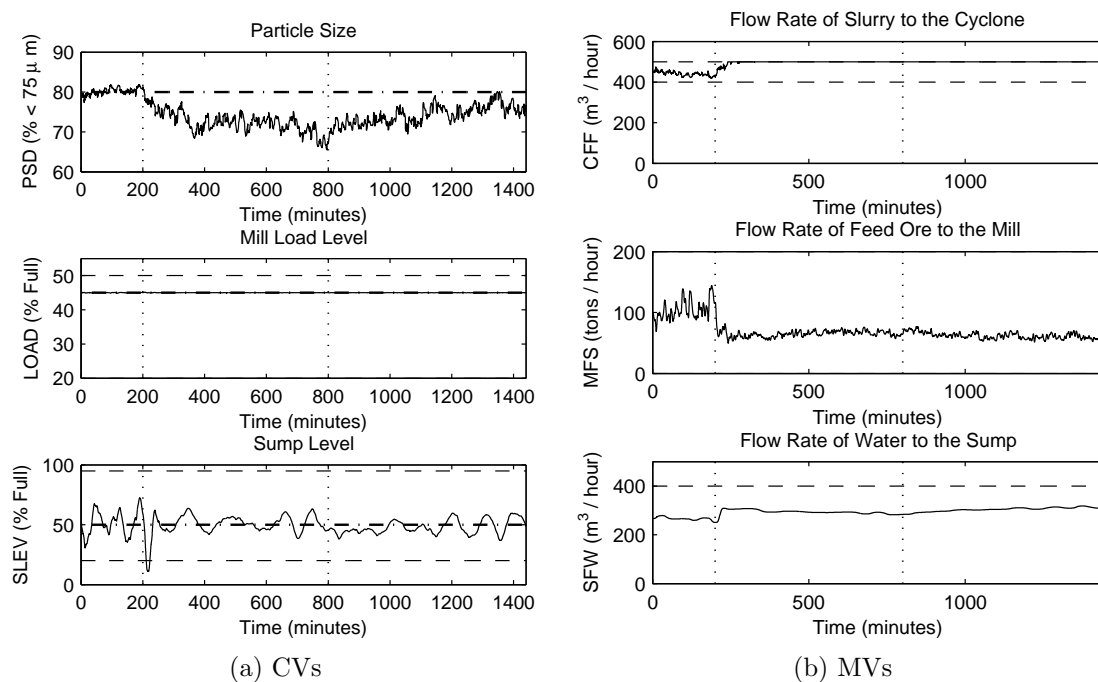 Particle Size
90
80
70
60
PSD (% < 75 μ m)
0 200 400 600 800 1000 1200 1400
Time (minutes)
Mill Load Level
50
40
30
20
LOAD (% Full)
0 200 400 600 800 1000 1200 1400
Time (minutes)
Sump Level
100
50
0
SLEV (% Full)
0 200 400 600 800 1000 1200 1400
Time (minutes)
(a) CVs
Flow Rate of Slurry to the Cyclone
600
400
200
0
CFF (m³ / hour)
0 500 1000
Time (minutes)
Flow Rate of Feed Ore to the Mill
200
100
0
MFS (tons / hour)
0 500 1000
Time (minutes)
Flow Rate of Water to the Sump
400
200
0
SFW (m³ / hour)
0 500 1000
Time (minutes)
(b) MVs